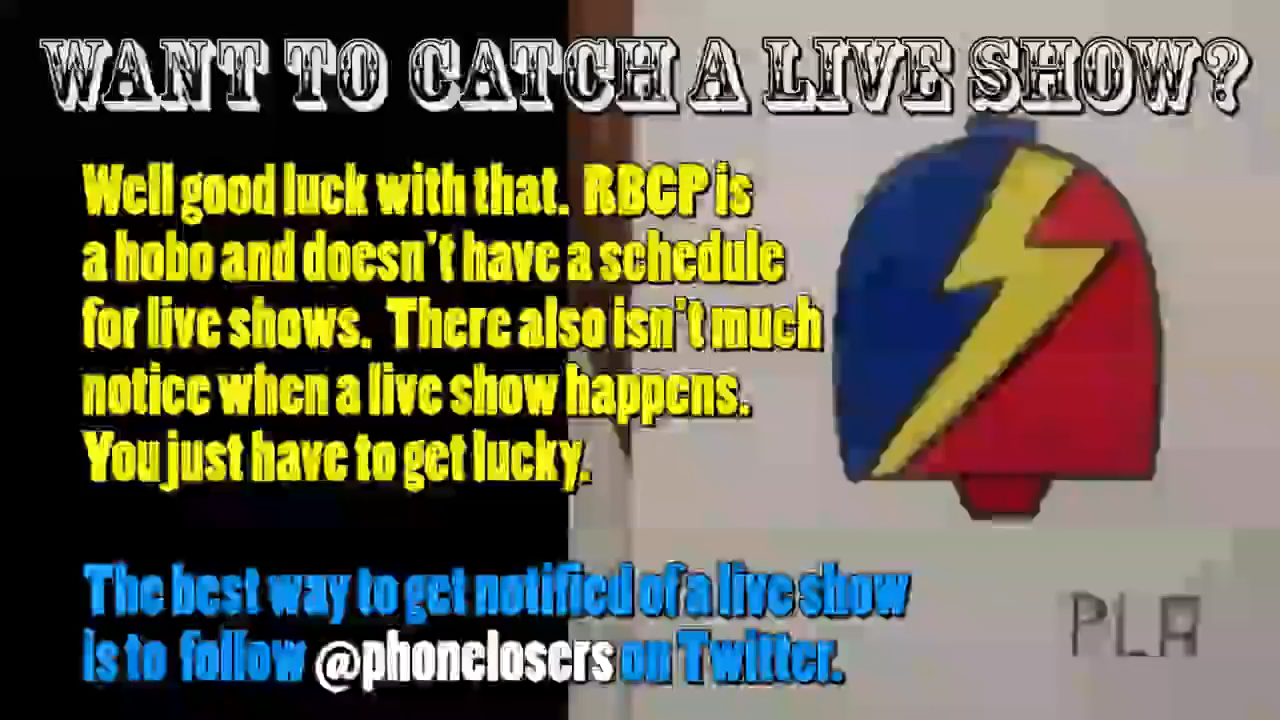 WANT TO CATCH A LIVE SHOW?
Well good luck with that. RBCP is
a hobo and doesn't have a schedule
for live shows. There also isn't much
notice when a live show happens.
You just have to get lucky.
The best way to get notified of a live show
is to follow @phonelosers on Twitter.
PLA